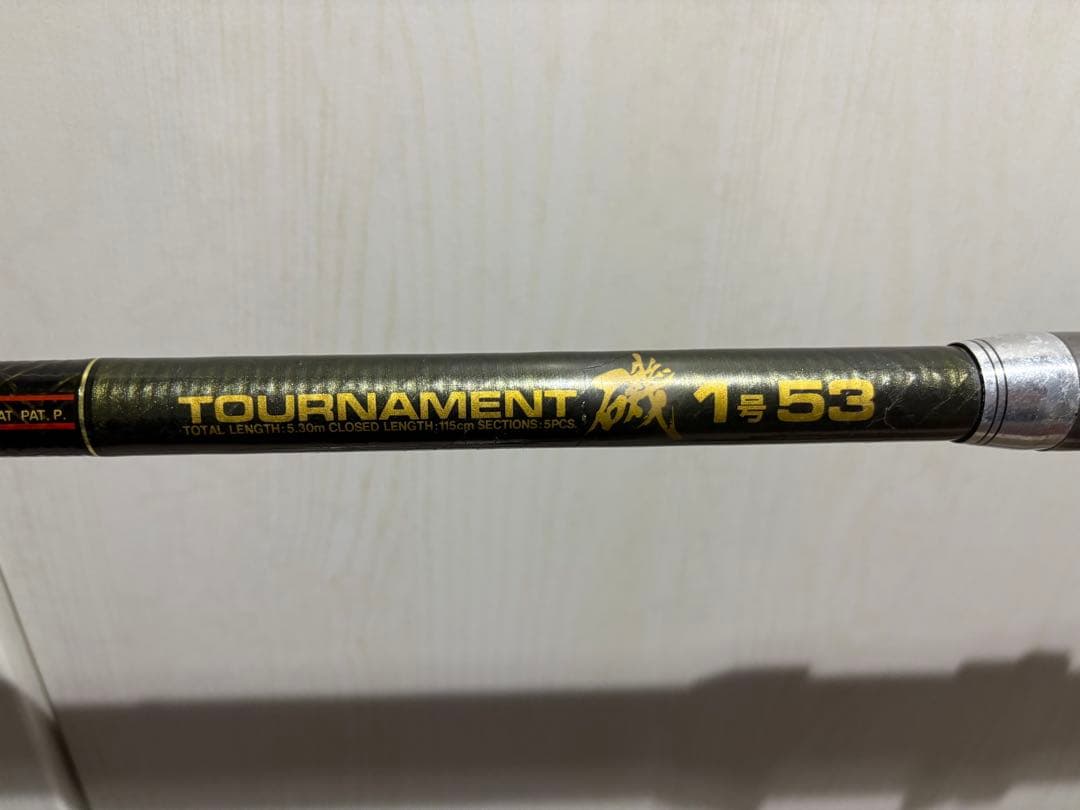 AT PAT. P.
TOURNAMENT 磯 1号 53
TOTAL LENGTH:5.30m CLOSED LENGTH:115cm SECTIONS:5PCS.